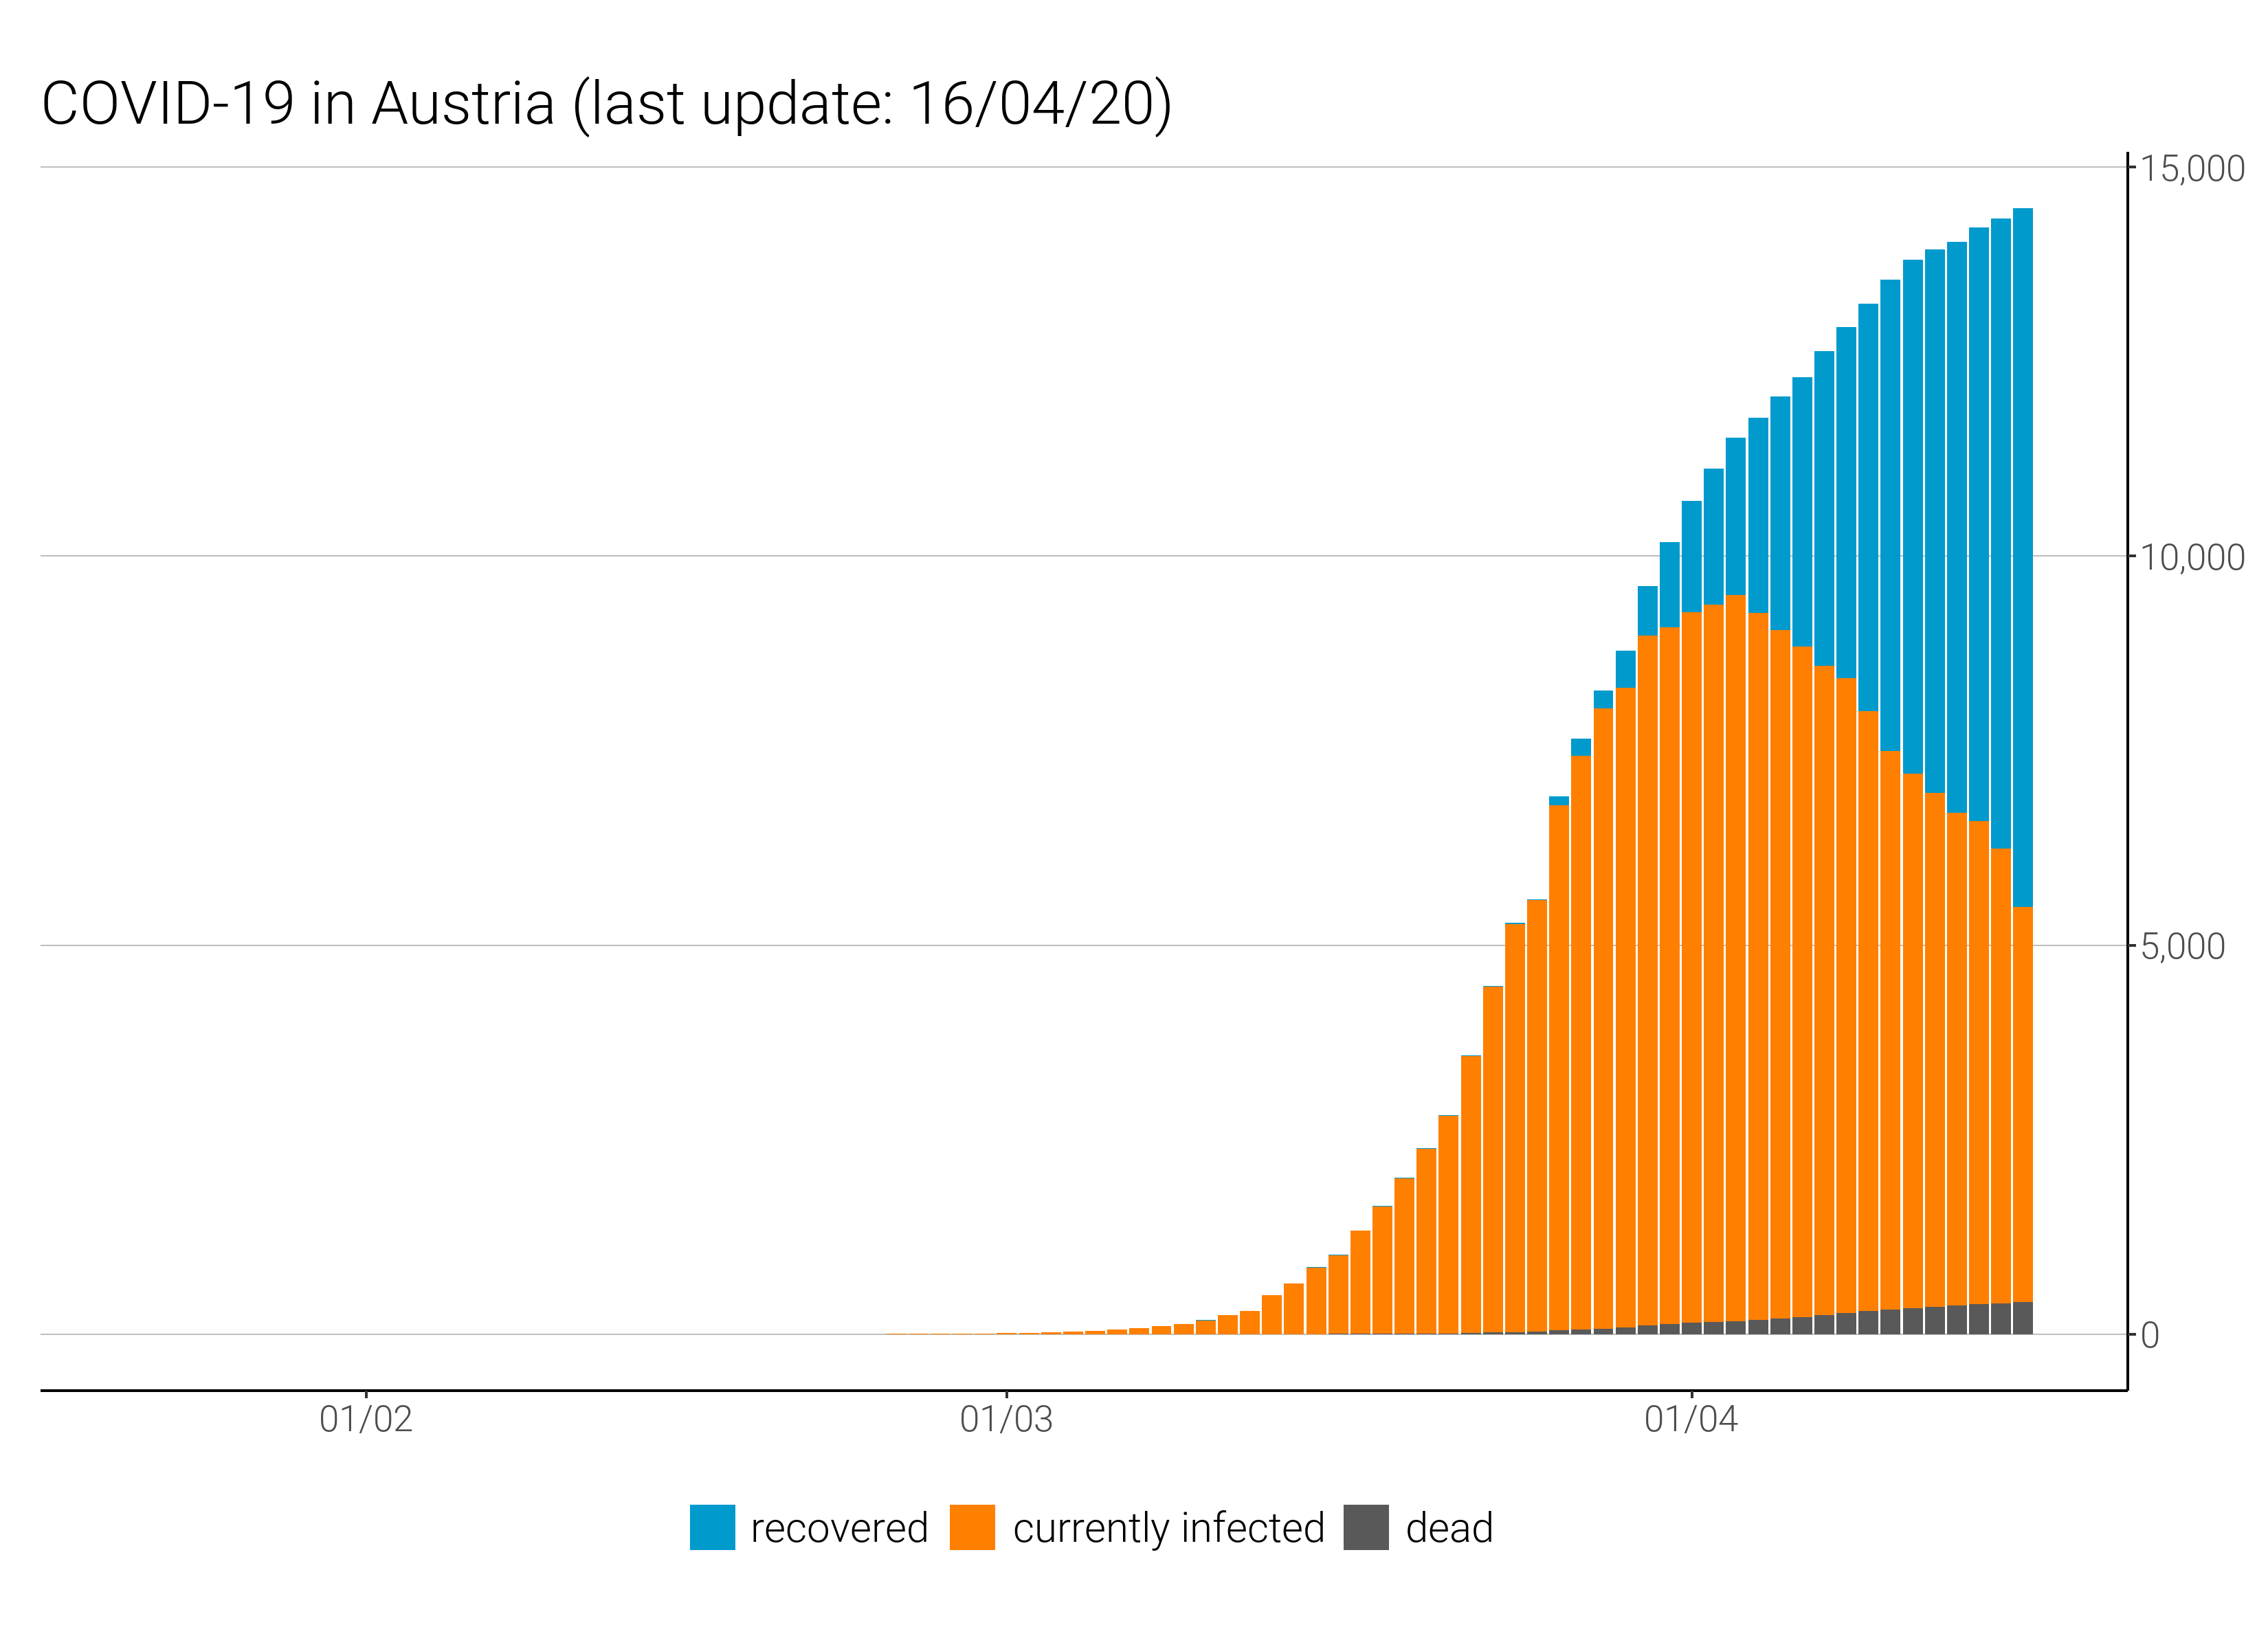 COVID-19 in Austria (last update: 16/04/20)
15,000
10,000
5,000
0
01/02 01/03 01/04
recovered currently infected dead